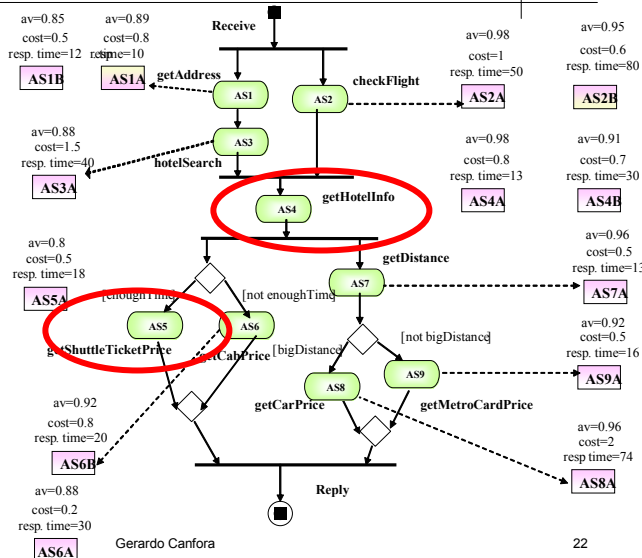 av=0.85
cost=0.5
resp. time=12
AS1B
av=0.89
cost=0.8
resp. time=10
AS1A
Receive
getAddress
AS1
AS2
checkFlight
av=0.98
cost=1
resp. time=50
AS2A
av=0.95
cost=0.6
resp. time=80
AS2B
av=0.88
cost=1.5
resp. time=40
AS3A
AS3
hotelSearch
av=0.98
cost=0.8
resp. time=13
AS4A
av=0.91
cost=0.7
resp. time=30
AS4B
AS4
getHotelInfo
av=0.8
cost=0.5
resp. time=18
AS5A
[enoughTime]
[not enoughTime]
getDistance
AS7
av=0.96
cost=0.5
resp. time=13
AS7A
AS5
getShuttleTicketPrice
AS6
getCabPrice
[bigDistance]
[not bigDistance]
av=0.92
cost=0.5
resp. time=16
AS9A
AS8
AS9
getCarPrice
getMetroCardPrice
av=0.92
cost=0.8
resp. time=20
AS6B
av=0.96
cost=2
resp. time=74
AS8A
av=0.88
cost=0.2
resp. time=30
AS6A
Reply
Gerardo Canfora
22